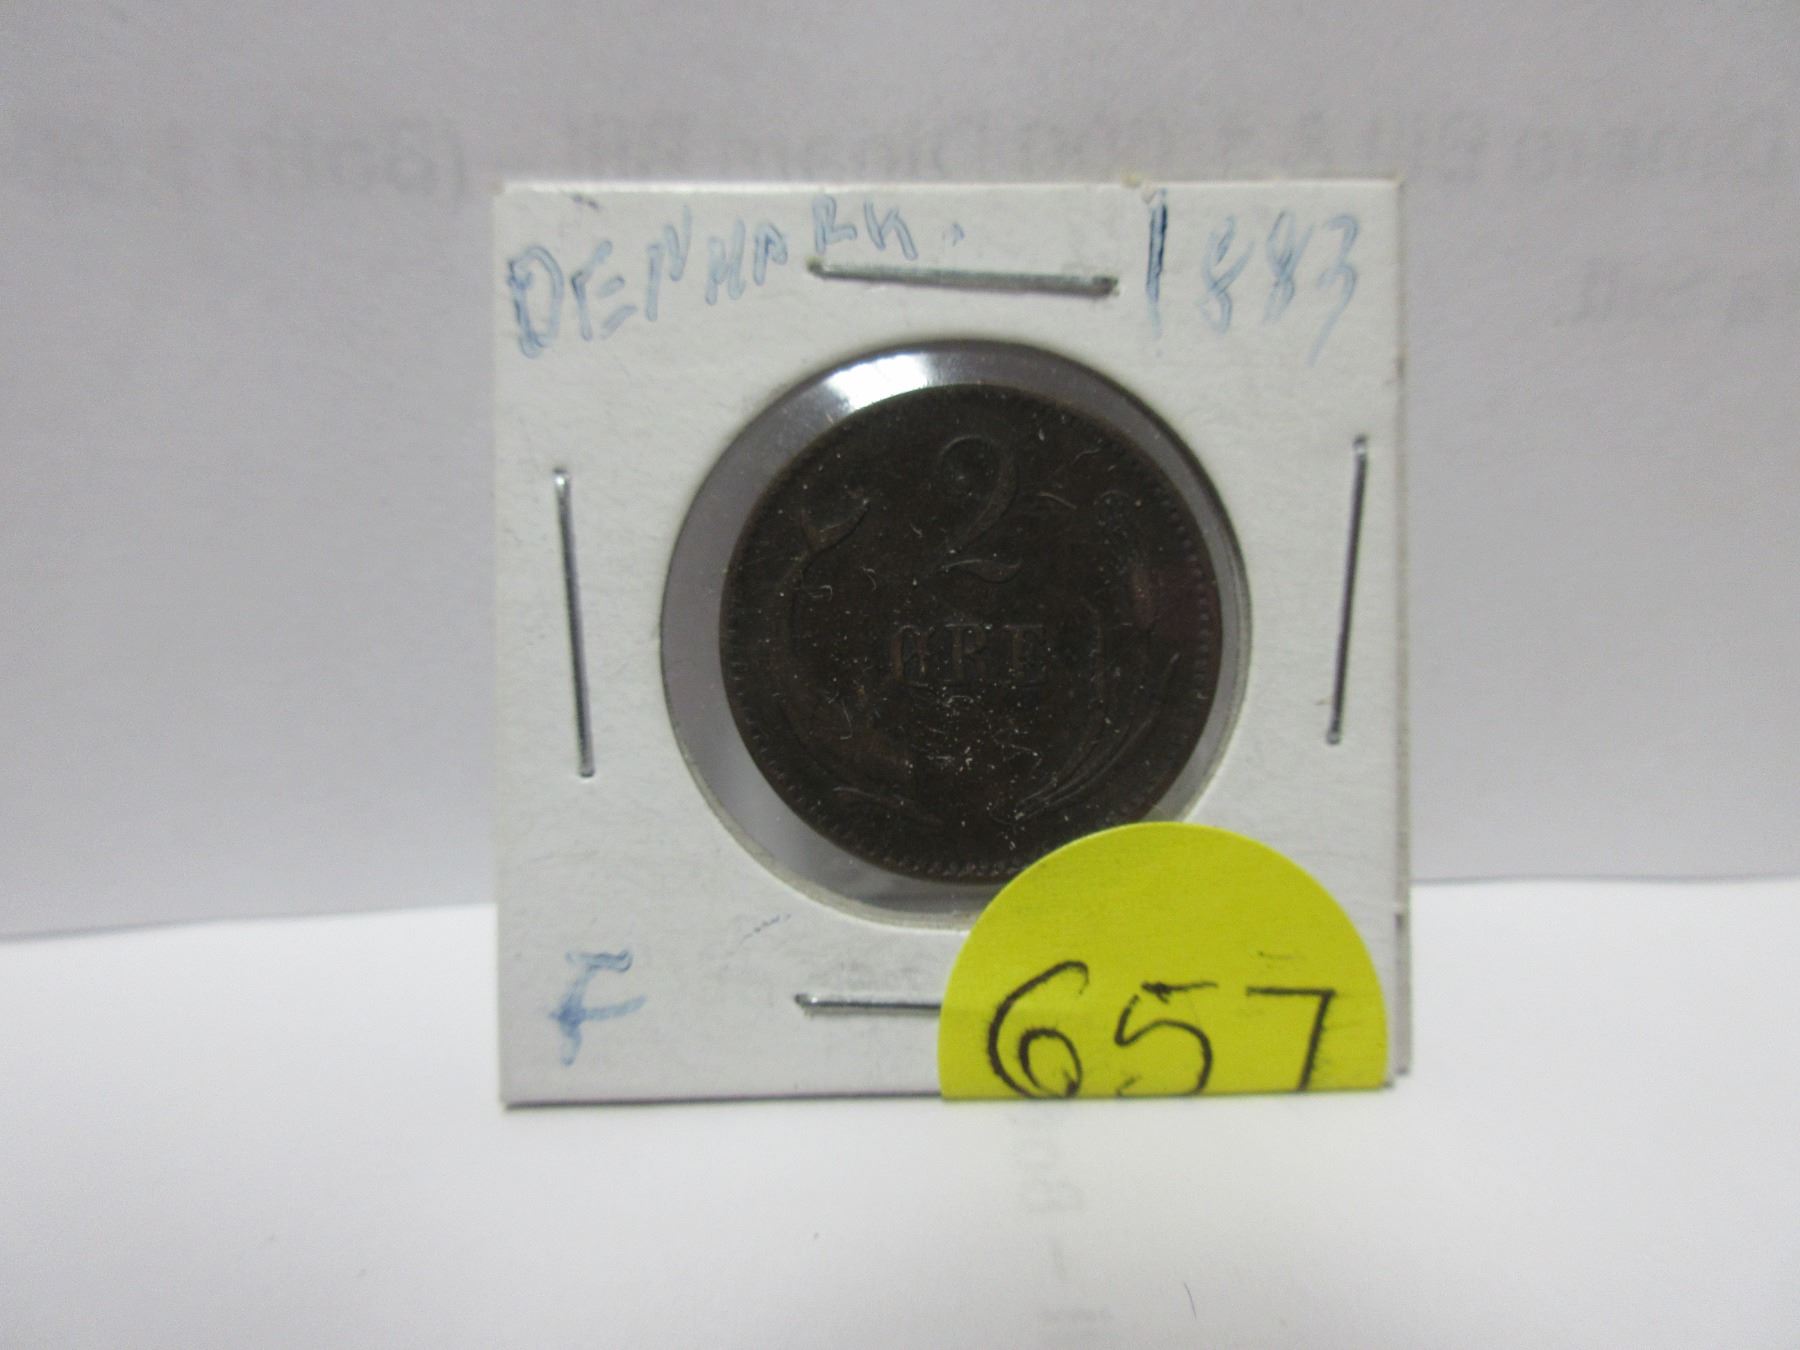 DENMARK. 1883
2
ØRE
F
657